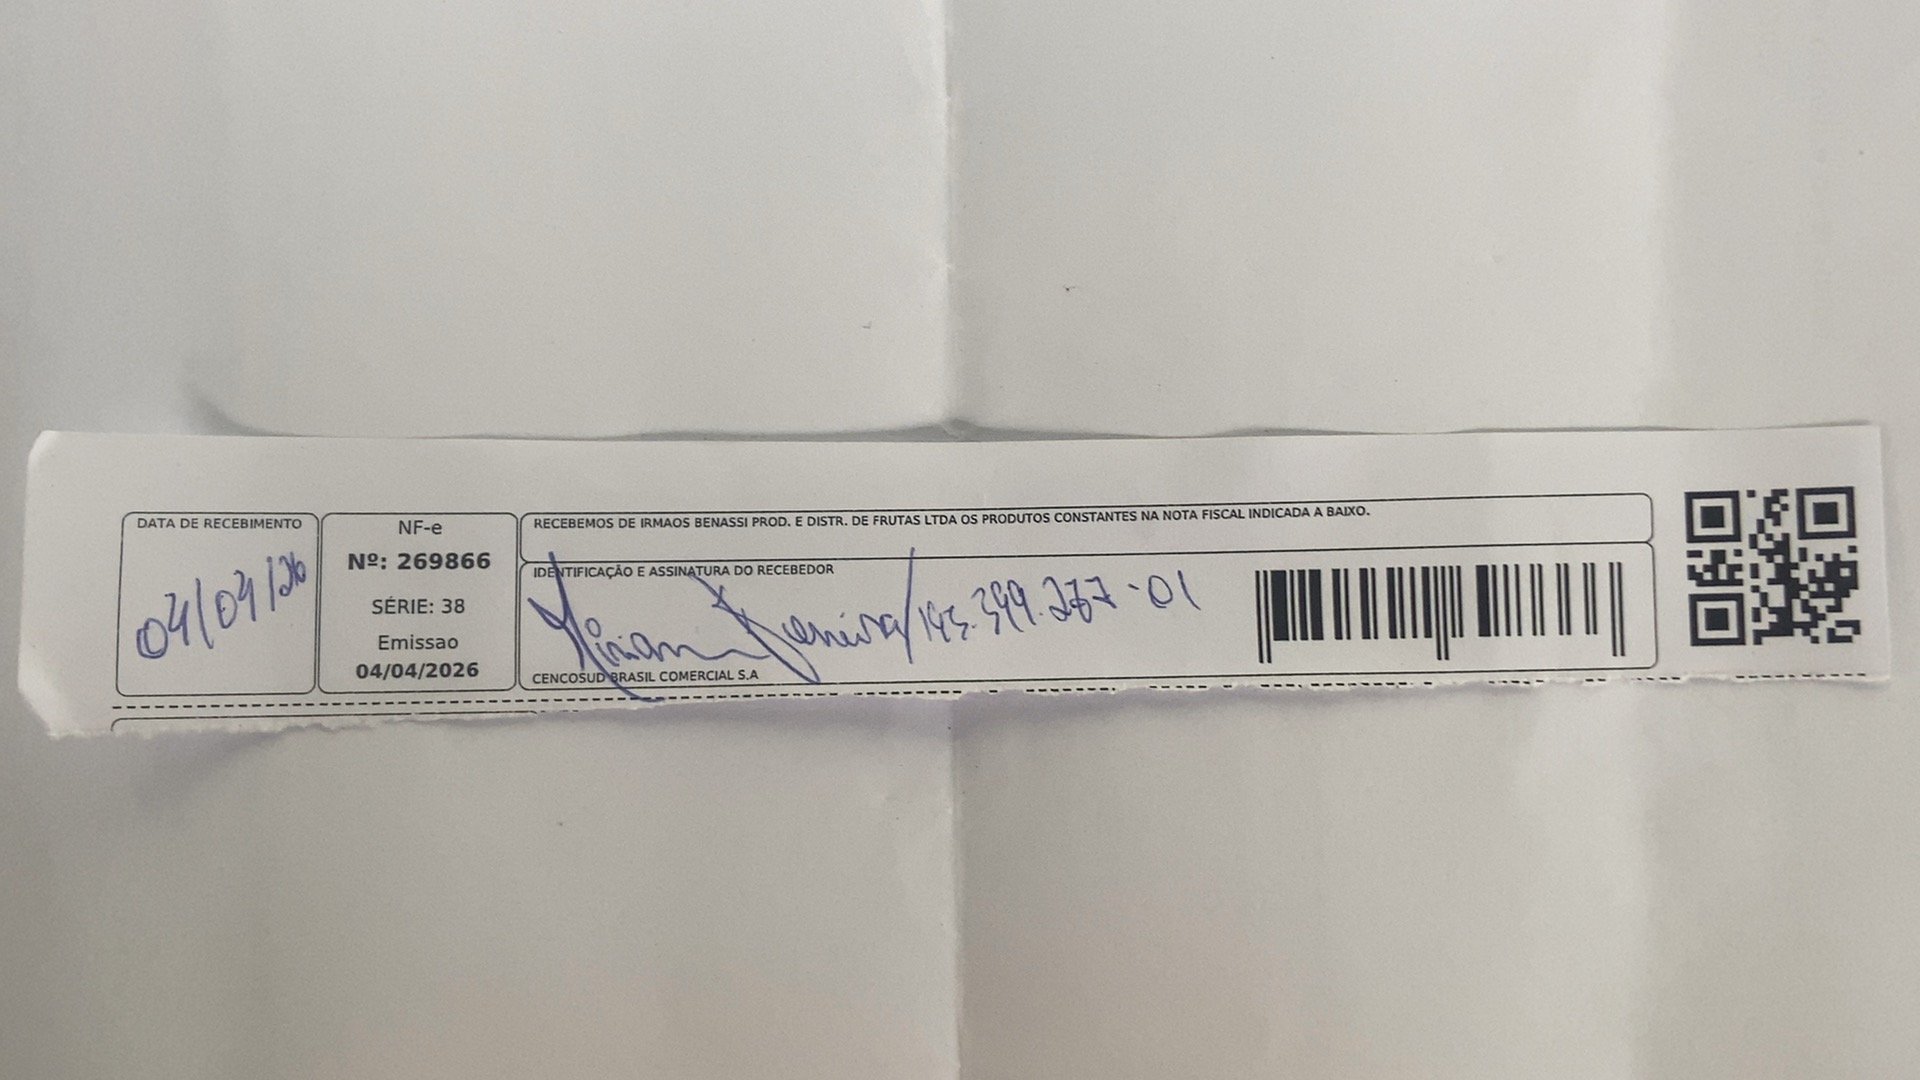 DATA DE RECEBIMENTO
04/04/26
NF-e
Nº: 269866
SÉRIE: 38
Emissao
04/04/2026
RECEBEMOS DE IRMAOS BENASSI PROD. E DISTR. DE FRUTAS LTDA OS PRODUTOS CONSTANTES NA NOTA FISCAL INDICADA A BAIXO.
IDENTIFICAÇÃO E ASSINATURA DO RECEBEDOR
Miriam Ferreira/
CENCOSUD BRASIL COMERCIAL S.A